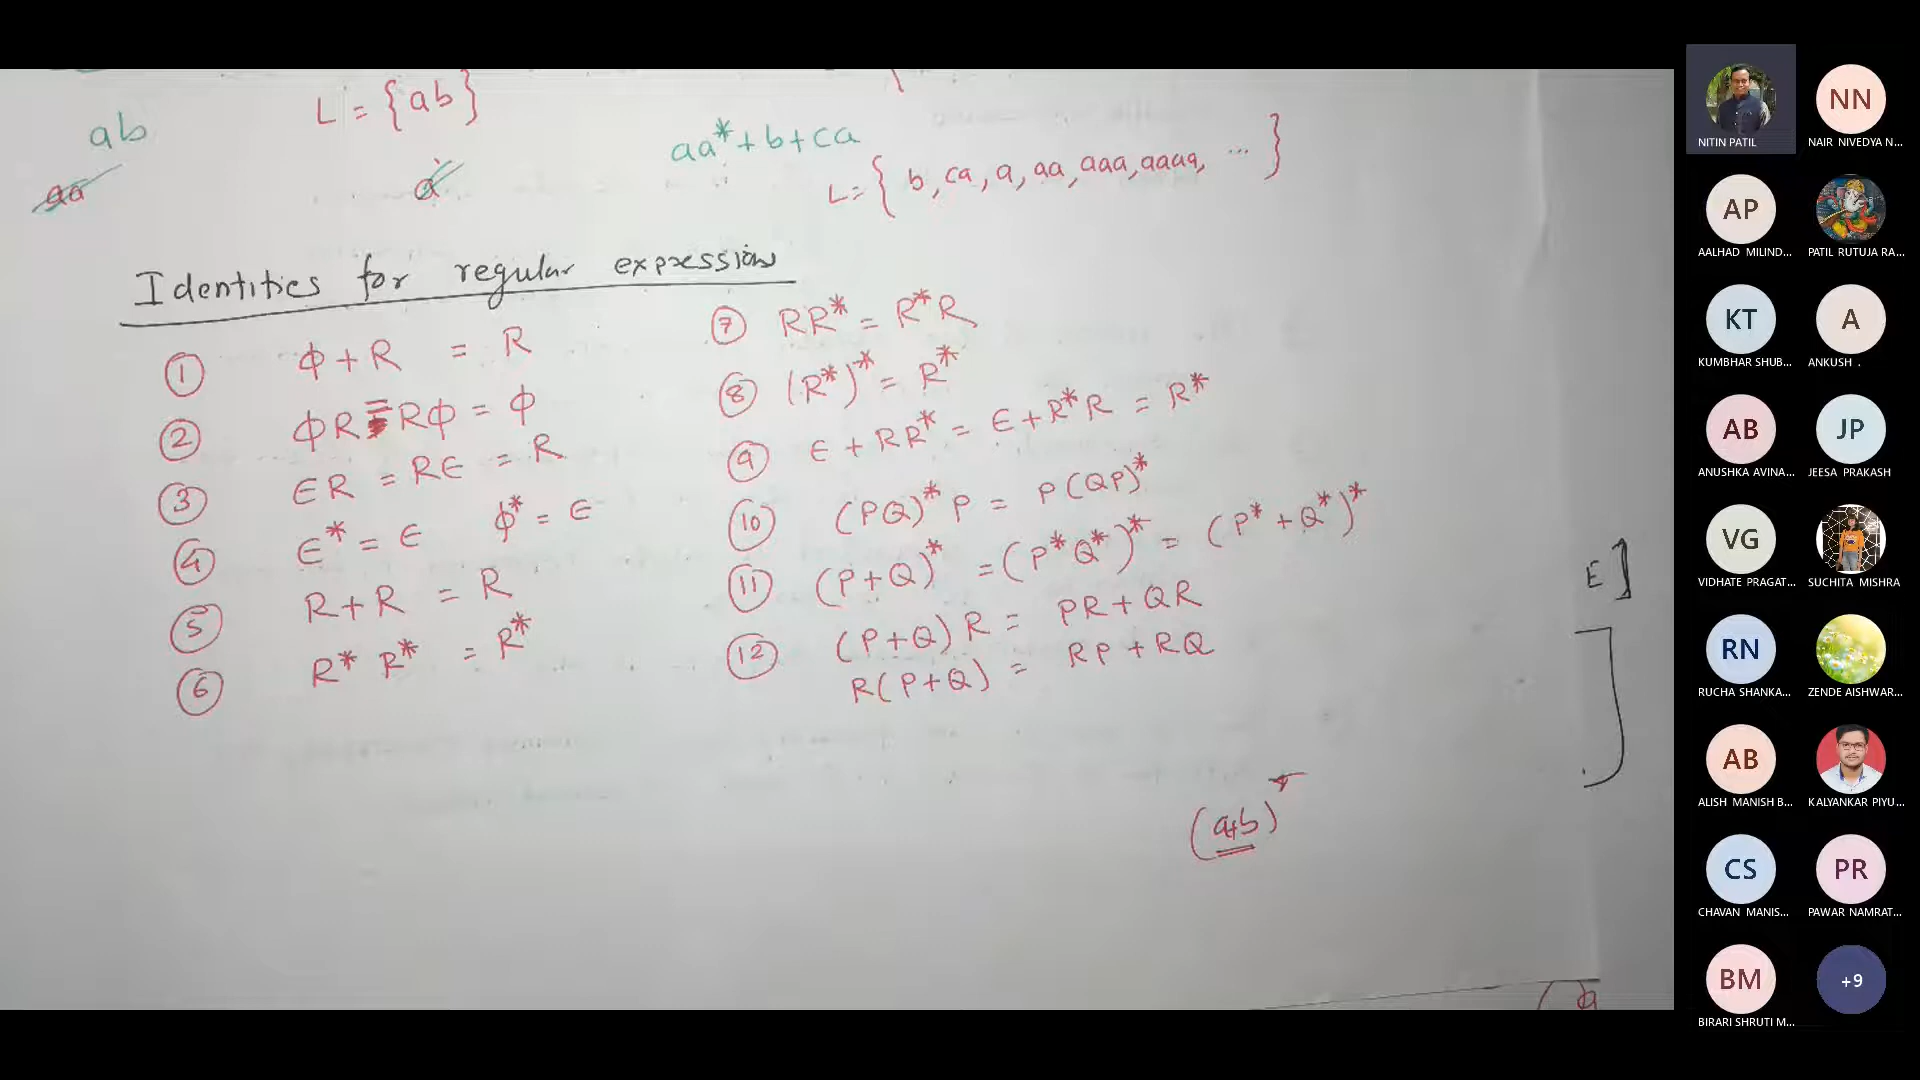 ab
L = {ab}
aa
a
aa* + b + ca
L = { b, ca, a, aa, aaa, aaaa, ... }
Identities for regular expression
① ϕ + R = R
② ϕR = Rϕ = ϕ
③ ∈R = R∈ = R
④ ∈* = ∈ ϕ* = ∈
⑤ R + R = R
⑥ R* R* = R*
⑦ RR* = R*R
⑧ (R*)* = R*
⑨ ∈ + RR* = ∈ + R*R = R*
⑩ (PQ)* P = P(QP)*
⑪ (P+Q)* = (P*Q*)* = (P* + Q*)*
⑫ (P+Q) R = PR + QR
R(P+Q) = RP + RQ
E]
(a+b)*
NITIN PATIL
NAIR NIVEDYA N...
AALHAD MILIND...
PATIL RUTUJA RA...
KUMBHAR SHUB...
ANKUSH .
ANUSHKA AVINA...
JEESA PRAKASH
VIDHATE PRAGAT...
SUCHITA MISHRA
RUCHA SHANKA...
ZENDE AISHWAR...
ALISH MANISH B...
KALYANKAR PIYU...
CHAVAN MANIS...
PAWAR NAMRAT...
BIRARI SHRUTI M...
NN
AP
KT
A
AB
JP
VG
RN
AB
CS
PR
BM
+9